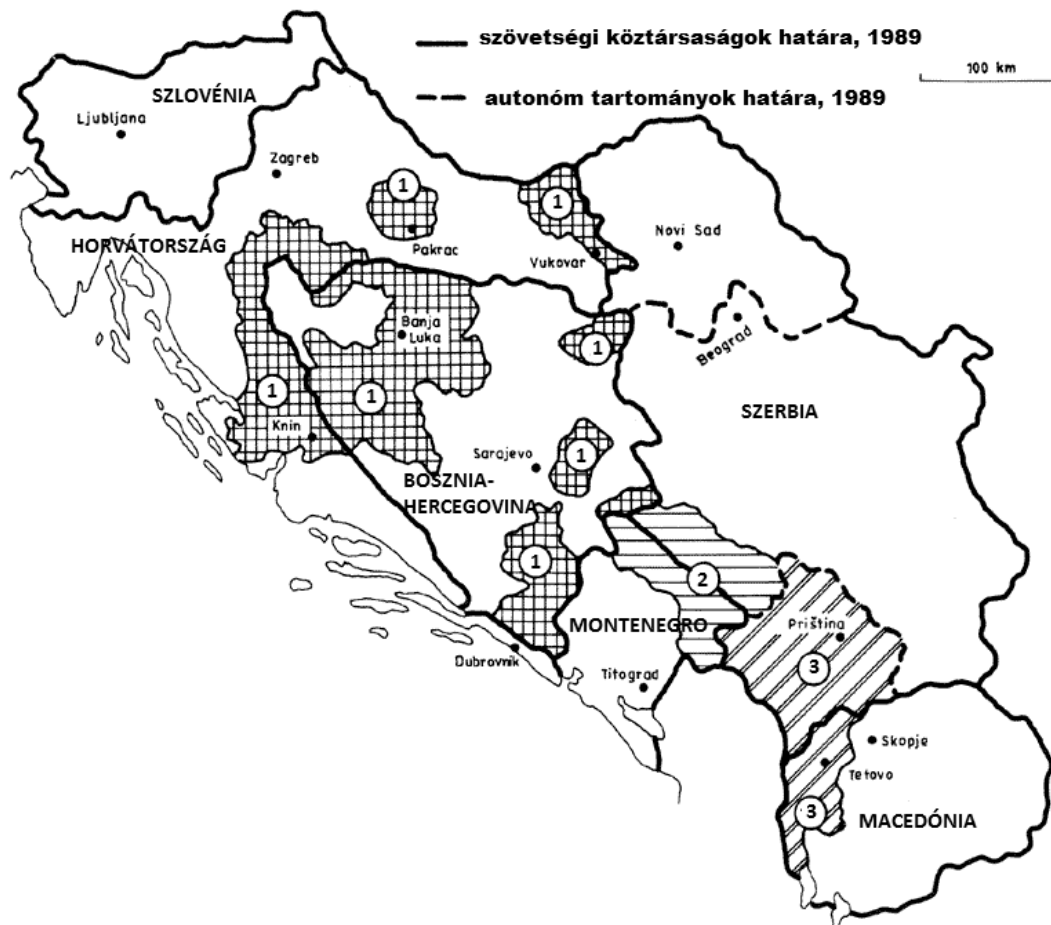 szövetségi köztársaságok határa, 1989
100 km
autonóm tartományok határa, 1989
SZLOVÉNIA
Ljubljana
Zagreb
1
1
HORVÁTORSZÁG
Pakrac
Vukovar
Novi Sad
Banja
Luka
Beograd
1
1
1
SZERBIA
Knin
Sarajevo
1
BOSZNIA-
HERCEGOVINA
1
2
MONTENEGRO
Priština
Dubrovnik
Titograd
3
Skopje
Tetovo
3
MACEDÓNIA